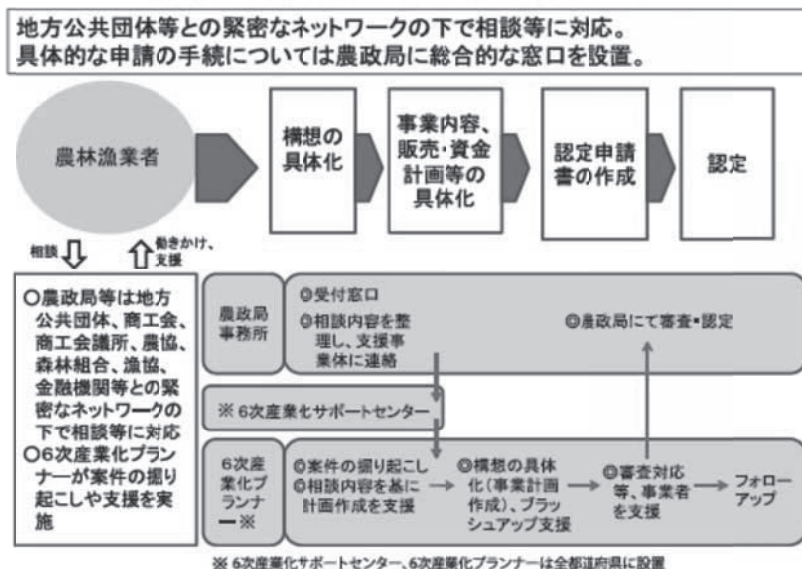 地方公共団体等との緊密なネットワークの下で相談等に対応。
具体的な申請の手続については農政局に総合的な窓口を設置。
農林漁業者
構想の
具体化
事業内容、
販売・資金
計画等の
具体化
認定申請
書の作成
認定
相談
働きかけ、
支援
○農政局等は地方
公共団体、商工会、
商工会議所、農協、
森林組合、漁協、
金融機関等との緊
密なネットワークの
下で相談等に対応
○6次産業化プラン
ナーが案件の掘り
起こしや支援を実
施
農政局
事務所
◎受付窓口
◎相談内容を整
理し、支援事
業体に連絡
◎農政局にて審査・認定
※ 6次産業化サポートセンター
6次産
業化プ
ランナ
ー※
◎案件の掘り起こし
◎相談内容を基に
計画作成を支援
◎構想の具体
化(事業計画
作成)、ブラッ
シュアップ支援
◎審査対応
等、事業者
を支援
フォロー
アップ
※ 6次産業化サポートセンター、6次産業化プランナーは全都道府県に設置